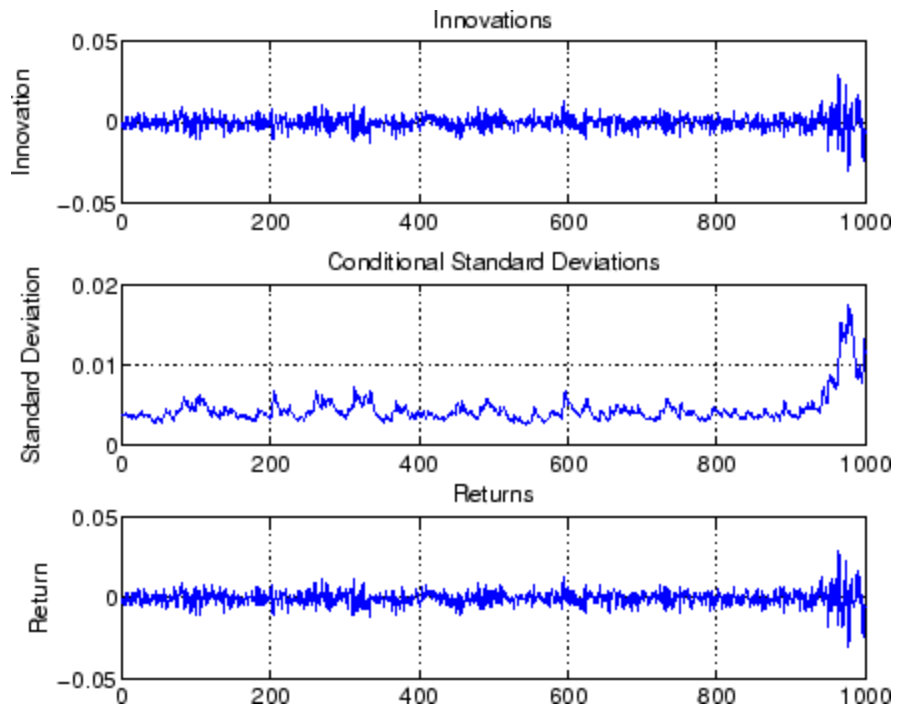 Innovations
0.05
0
−0.05
Innovation
0 200 400 600 800 1000
Conditional Standard Deviations
0.02
0.01
0
Standard Deviation
0 200 400 600 800 1000
Returns
0.05
0
−0.05
Return
0 200 400 600 800 1000